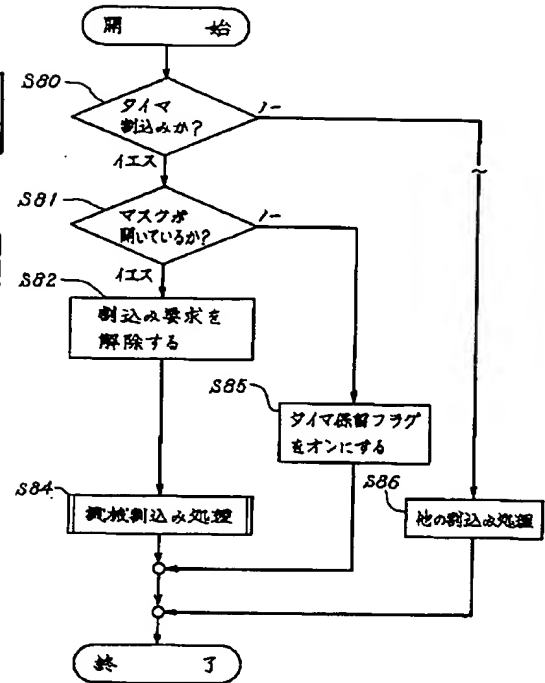 開 始
S80
タイマ
割込みか?
ノー
イエス
S81
マスクが
開いているか?
ノー
イエス
S82
割込み要求を
解除する
S85
タイマ保留フラグ
をオンにする
S84
割込み処理
S86
他の割込み処理
終 了